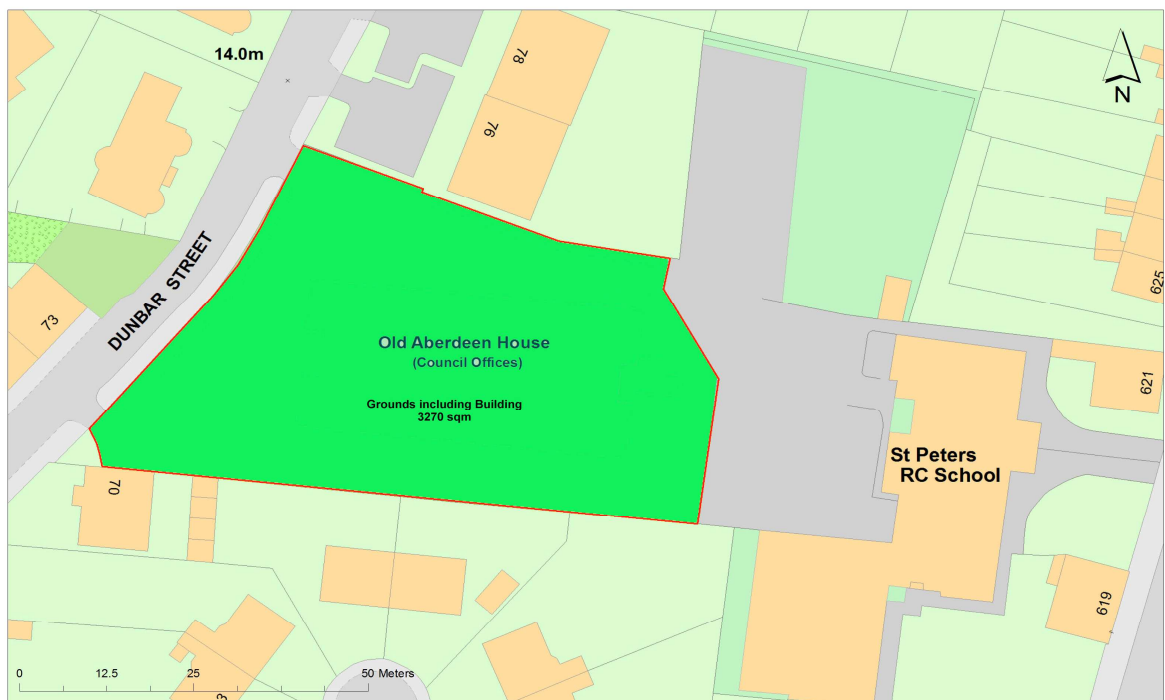 14.0m
78
76
N
DUNBAR STREET
73
625
Old Aberdeen House
(Council Offices)
621
Grounds including Building
3270 sqm
St Peters
RC School
70
619
0 12.5 25 50 Meters